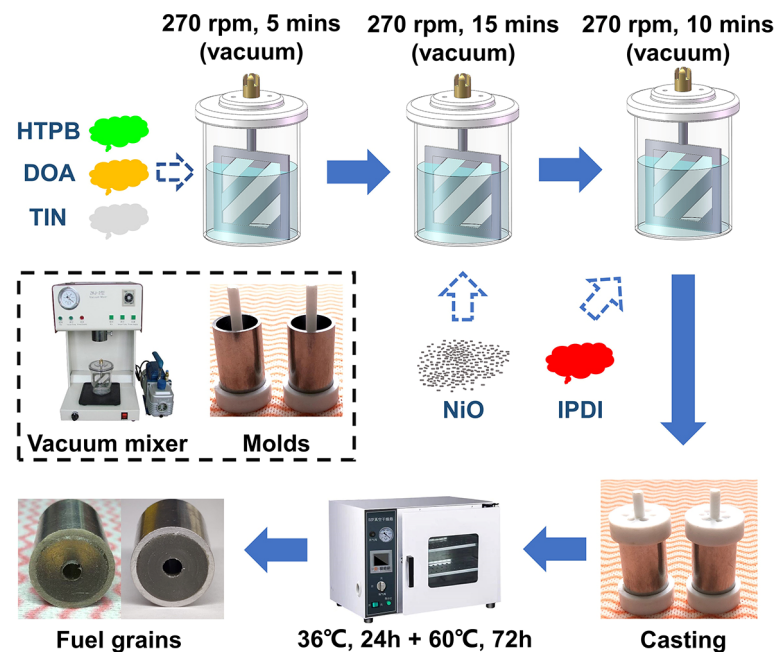 270 rpm, 5 mins
(vacuum)
270 rpm, 15 mins
(vacuum)
270 rpm, 10 mins
(vacuum)
HTPB
DOA
TIN
NiO
IPDI
Vacuum mixer
Molds
Casting
36℃, 24h + 60℃, 72h
Fuel grains